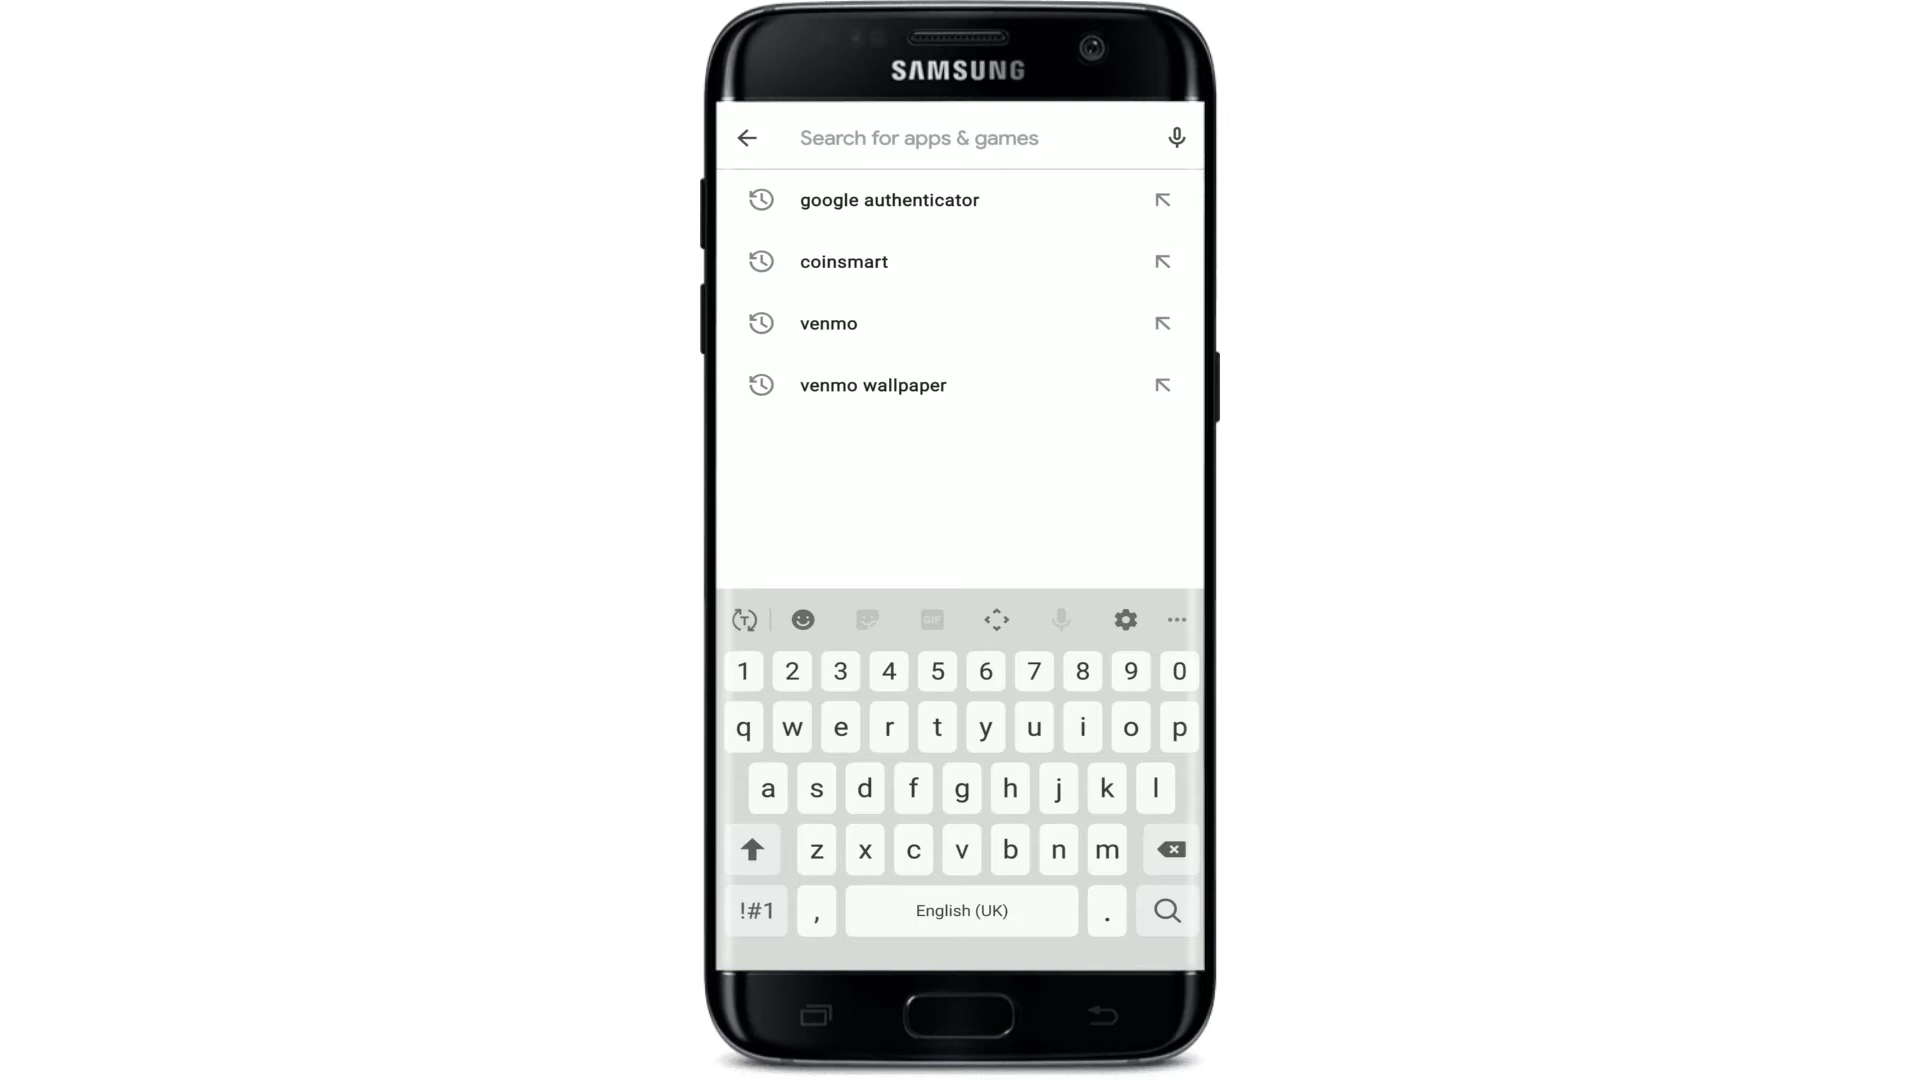 SAMSUNG
Search for apps & games
google authenticator
coinsmart
venmo
venmo wallpaper
T GIF
1 2 3 4 5 6 7 8 9 0
q w e r t y u i o p
a s d f g h j k l
z x c v b n m
!#1 , English (UK) .